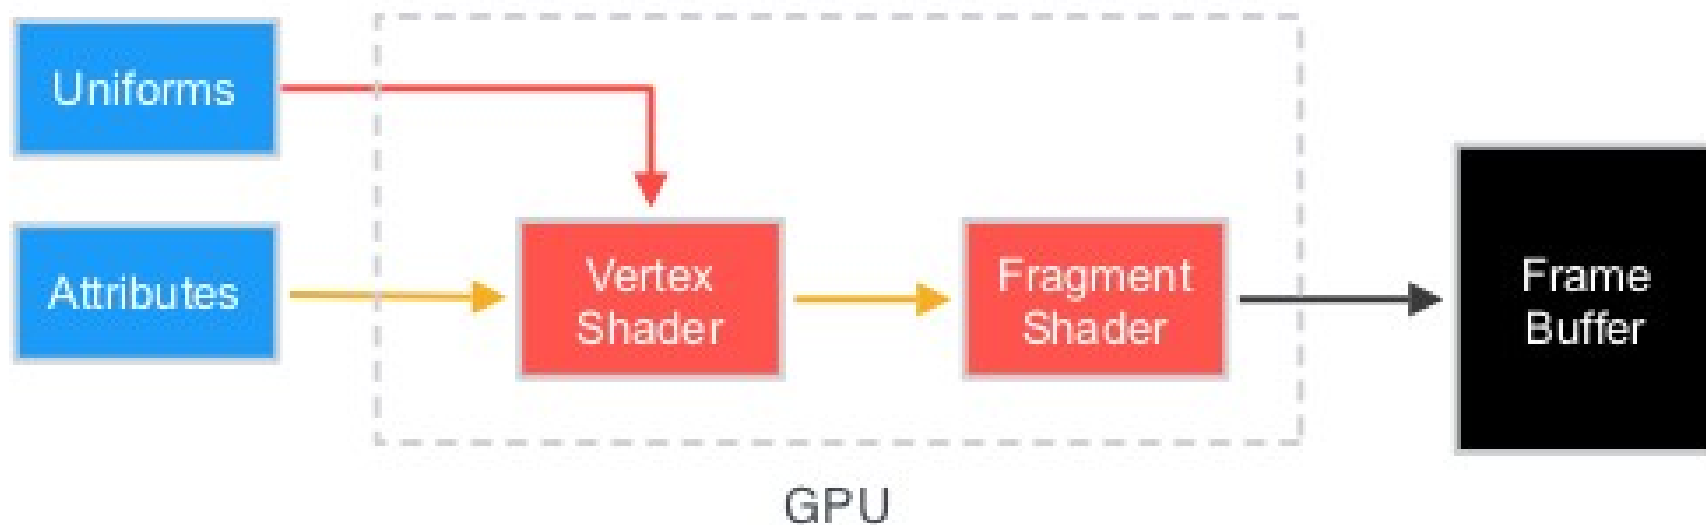 Uniforms
Attributes
Vertex
Shader
Fragment
Shader
Frame
Buffer
GPU